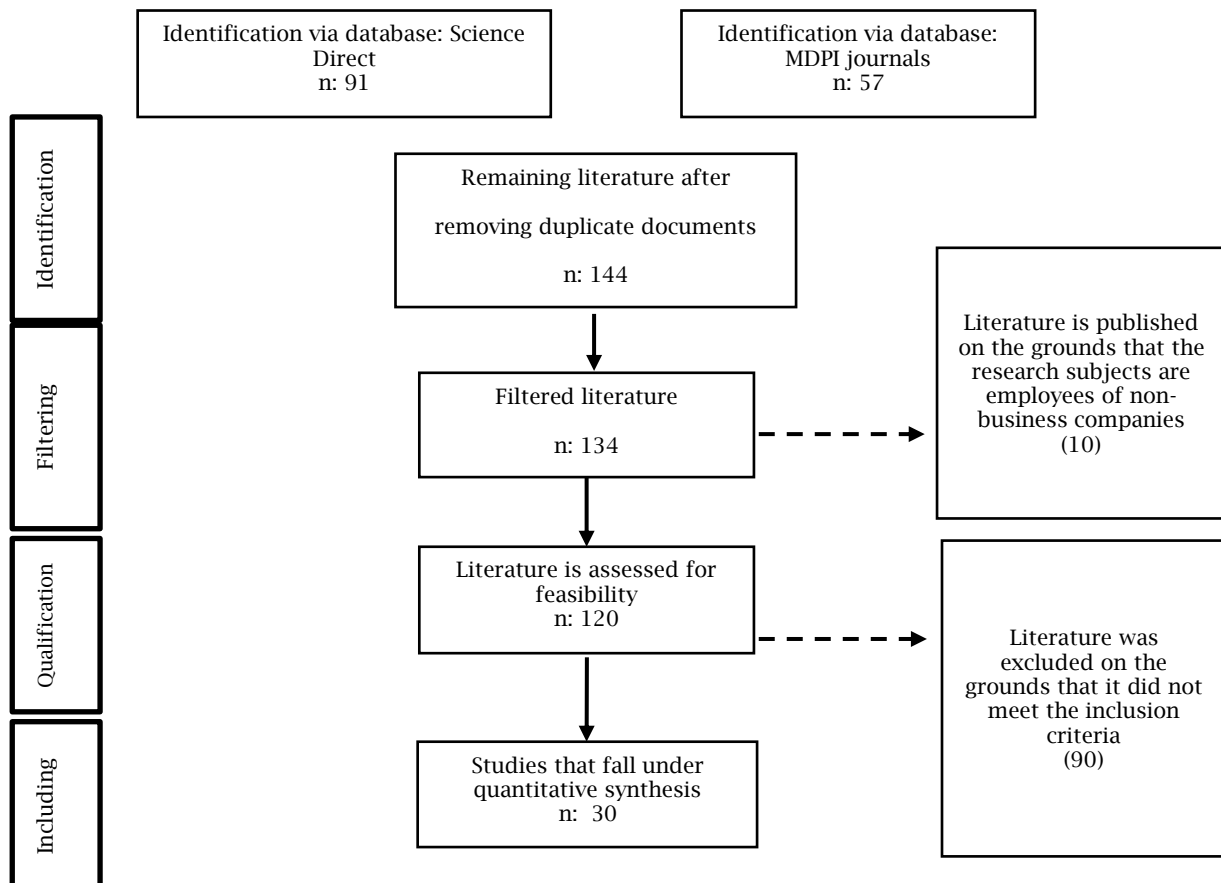 Identification via database: Science
Direct
n: 91
Identification via database:
MDPI journals
n: 57
Identification
Remaining literature after
removing duplicate documents
n: 144
Filtering
Filtered literature
n: 134
Literature is published
on the grounds that the
research subjects are
employees of non-
business companies
(10)
Qualification
Literature is assessed for
feasibility
n: 120
Literature was
excluded on the
grounds that it did not
meet the inclusion
criteria
(90)
Including
Studies that fall under
quantitative synthesis
n: 30